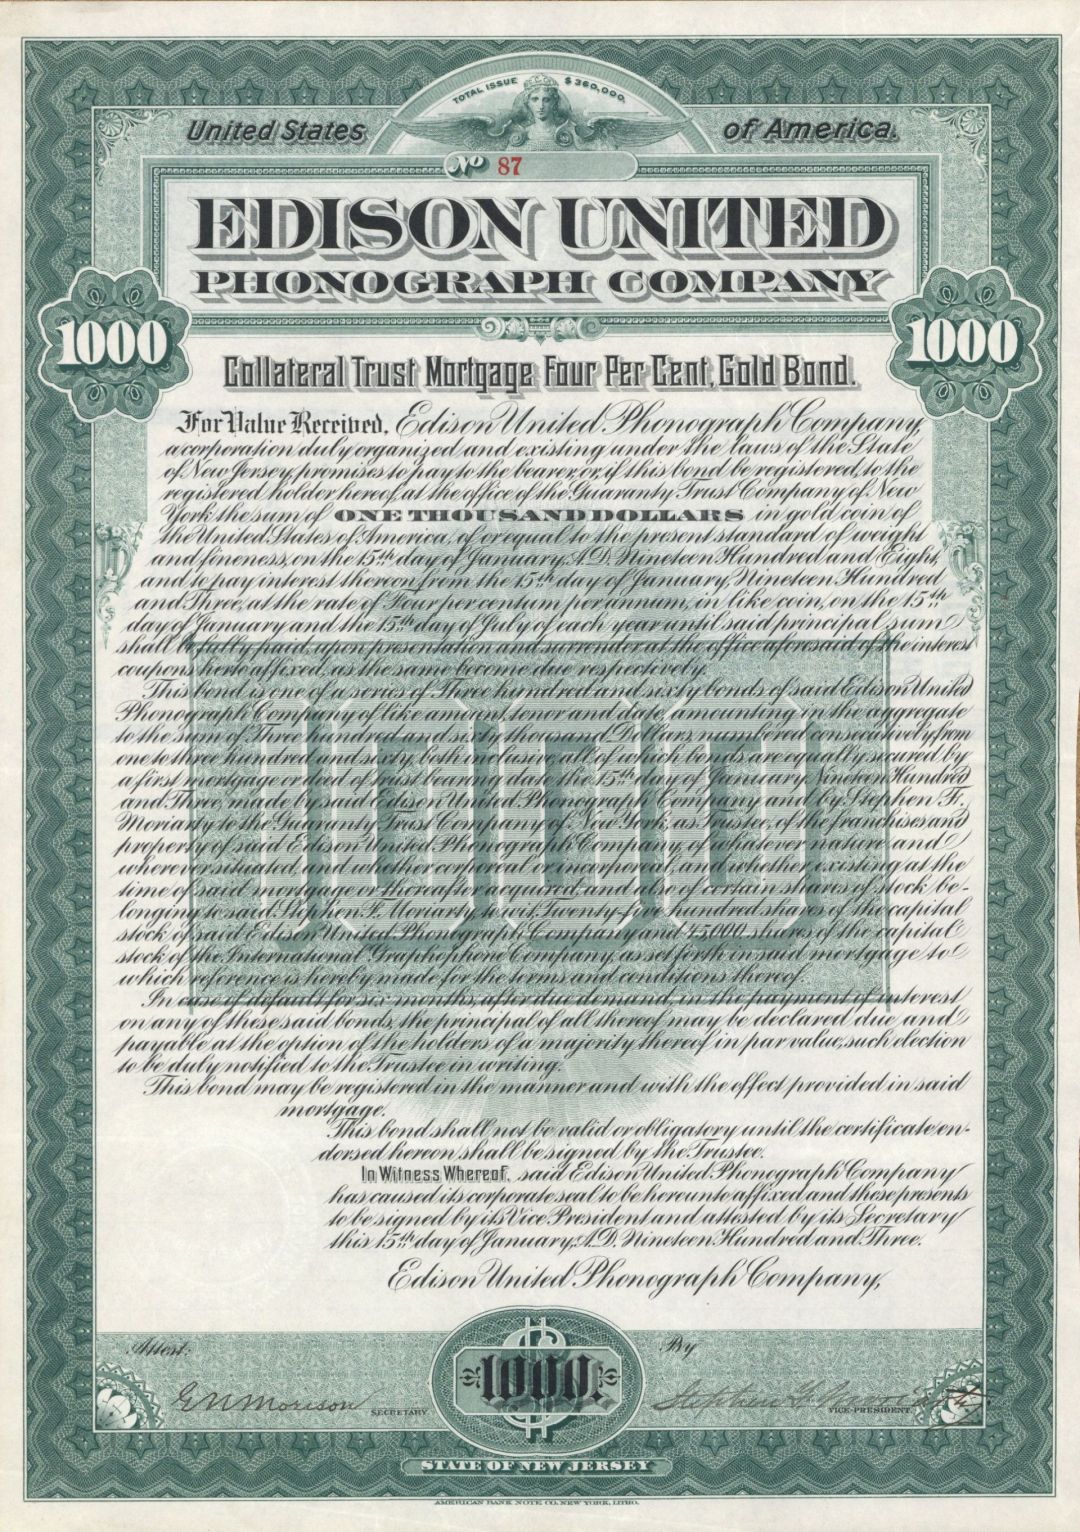 TOTAL ISSUE $360,000.
United States of America.
No 87
EDISON UNITED
PHONOGRAPH COMPANY
1000 1000
Collateral Trust Mortgage Four Per Cent, Gold Bond.
For Value Received, Edison United Phonograph Company,
a corporation duly organized and existing under the laws of the State
of New Jersey, promises to pay to the bearer, or, if this bond be registered, to the
registered holder hereof, at the office of the Guaranty Trust Company of New
York the sum of ONE THOUSAND DOLLARS in gold coin of
the United States of America, of or equal to the present standard of weight
and fineness, on the 15th day of January, A.D. Nineteen Hundred and Eight,
and to pay interest thereon from the 15th day of January, Nineteen Hundred
and Three, at the rate of Four per centum per annum, in like coin, on the 15th
day of January and the 15th day of July of each year until said principal sum
shall be fully paid, upon presentation and surrender at the office aforesaid of the interest
coupons hereto affixed, as the same become due respectively.
This bond is one of a series of Three hundred and sixty bonds of said Edison United
Phonograph Company of like amount, tenor and date, amounting in the aggregate
to the sum of Three hundred and sixty thousand Dollars, numbered consecutively from
one to three hundred and sixty, both inclusive, all of which bonds are equally secured by
a first mortgage or deed of trust bearing date the 15th day of January, Nineteen Hundred
and Three, made by said Edison United Phonograph Company and by Stephen F.
Moriarty to the Guaranty Trust Company of New York, as Trustee, of the franchises and
property of said Edison United Phonograph Company, of whatever nature and
wherever situated, and whether corporeal or incorporeal, and whether existing at the
time of said mortgage or thereafter acquired; and also of certain shares of stock be-
longing to said Stephen F. Moriarty, to wit, Twenty-five hundred shares of the capital
stock of said Edison United Phonograph Company and 45,000 shares of the capital
stock of the International Graphophone Company, as set forth in said mortgage to
which reference is hereby made for the terms and conditions thereof.
In case of default for six months, after due demand, in the payment of interest
on any of these said bonds, the principal of all thereof may be declared due and
payable at the option of the holders of a majority thereof in par value, such election
to be duly notified to the Trustee in writing.
This bond may be registered in the manner and with the effect provided in said
mortgage.
This bond shall not be valid or obligatory until the certificate en-
dorsed hereon shall be signed by the Trustee.
In Witness Whereof, said Edison United Phonograph Company
has caused its corporate seal to be hereunto affixed and these presents
to be signed by its Vice President and attested by its Secretary
this 15th day of January, A.D. Nineteen Hundred and Three.
Edison United Phonograph Company,
Attest: By
1000.
G N Morison SECRETARY. Stephen F. Moriarty VICE-PRESIDENT.
STATE OF NEW JERSEY
AMERICAN BANK NOTE CO. NEW YORK, LITHO.